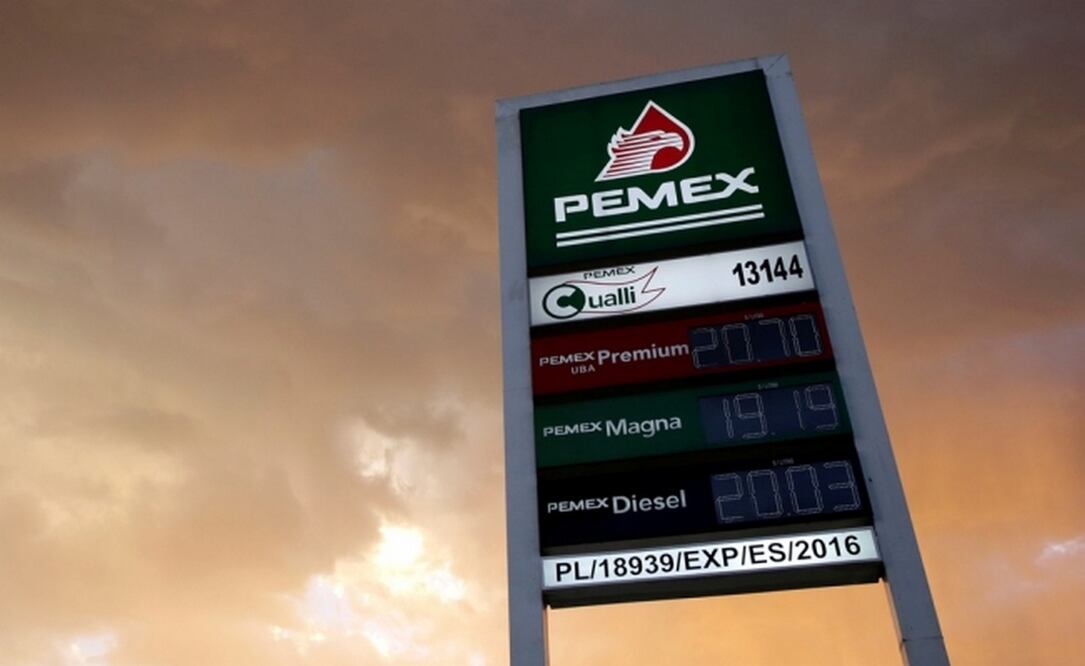 PEMEX
PEMEX
Cualli 13144
PEMEX Premium 20.70
UBA
PEMEX Magna 19.19
PEMEX Diesel 20.03
PL/18939/EXP/ES/2016